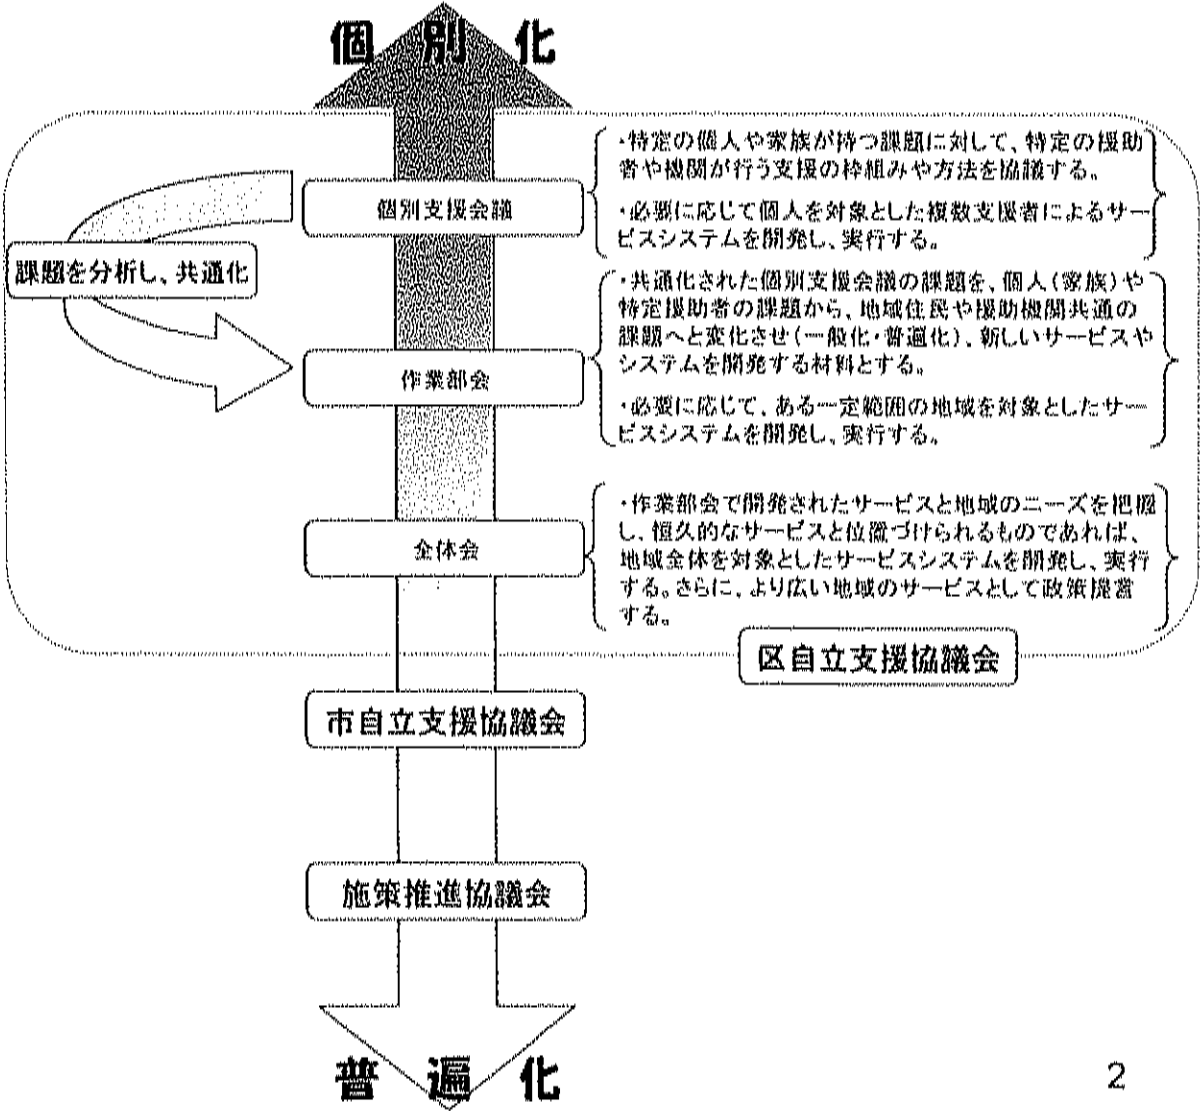 個別化
・特定の個人や家族が持つ課題に対して、特定の援助
者や機関が行う支援の枠組みや方法を協議する。
・必要に応じて個人を対象とした複数支援者によるサー
ビスシステムを開発し、実行する。
個別支援会議
課題を分析し、共通化
・共通化された個別支援会議の課題を、個人(家族)や
特定援助者の課題から、地域住民や援助機関共通の
課題へと変化させ(一般化・普遍化)、新しいサービスや
システムを開発する材料とする。
・必要に応じて、ある一定範囲の地域を対象としたサー
ビスシステムを開発し、実行する。
作業部会
・作業部会で開発されたサービスと地域のニーズを把握
し、恒久的なサービスと位置づけられるものであれば、
地域全体を対象としたサービスシステムを開発し、実行
する。さらに、より広い地域のサービスとして政策提言
する。
全体会
区自立支援協議会
市自立支援協議会
施策推進協議会
普遍化
2